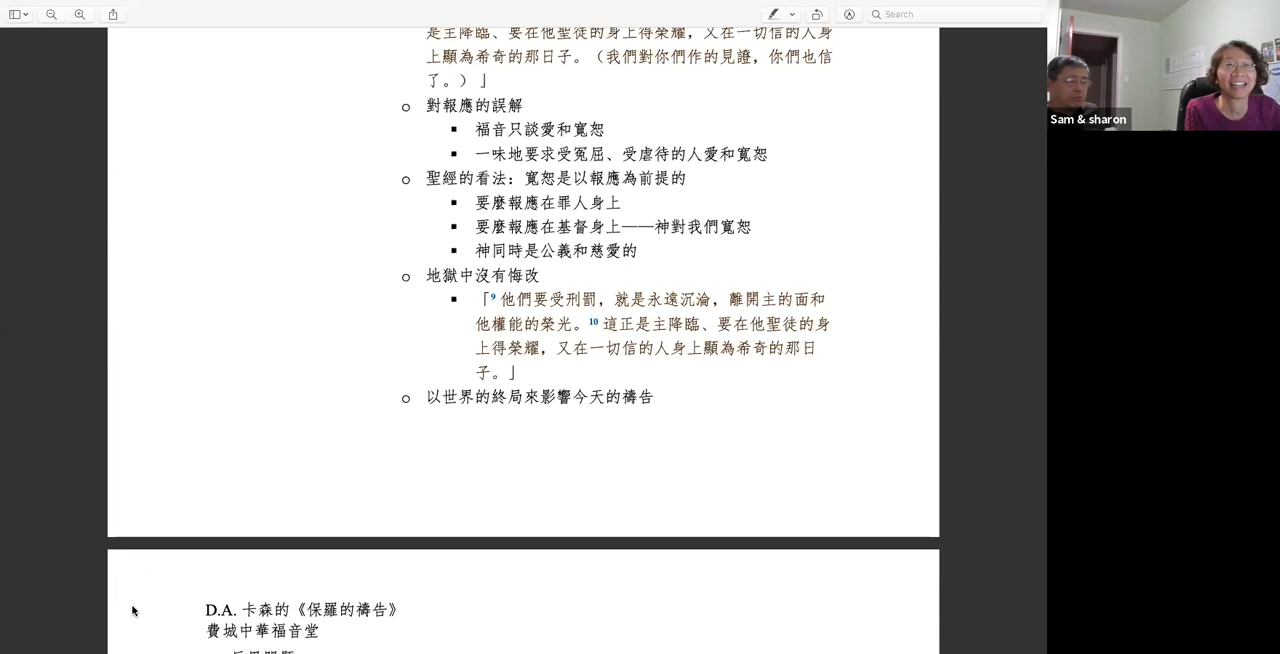 Search
是主降臨、要在他聖徒的身上得榮耀，又在一切信的人身
上顯為希奇的那日子。（我們對你們作的見證，你們也信
了。）」
o 對報應的誤解
▪ 福音只談愛和寬恕
▪ 一味地要求受冤屈、受虐待的人愛和寬恕
o 聖經的看法：寬恕是以報應為前提的
▪ 要麼報應在罪人身上
▪ 要麼報應在基督身上——神對我們寬恕
▪ 神同時是公義和慈愛的
o 地獄中沒有悔改
▪ 「9 他們要受刑罰，就是永遠沉淪，離開主的面和
他權能的榮光。10 這正是主降臨、要在他聖徒的身
上得榮耀，又在一切信的人身上顯為希奇的那日
子。」
o 以世界的終局來影響今天的禱告
D.A. 卡森的《保羅的禱告》
費城中華福音堂
Sam & sharon